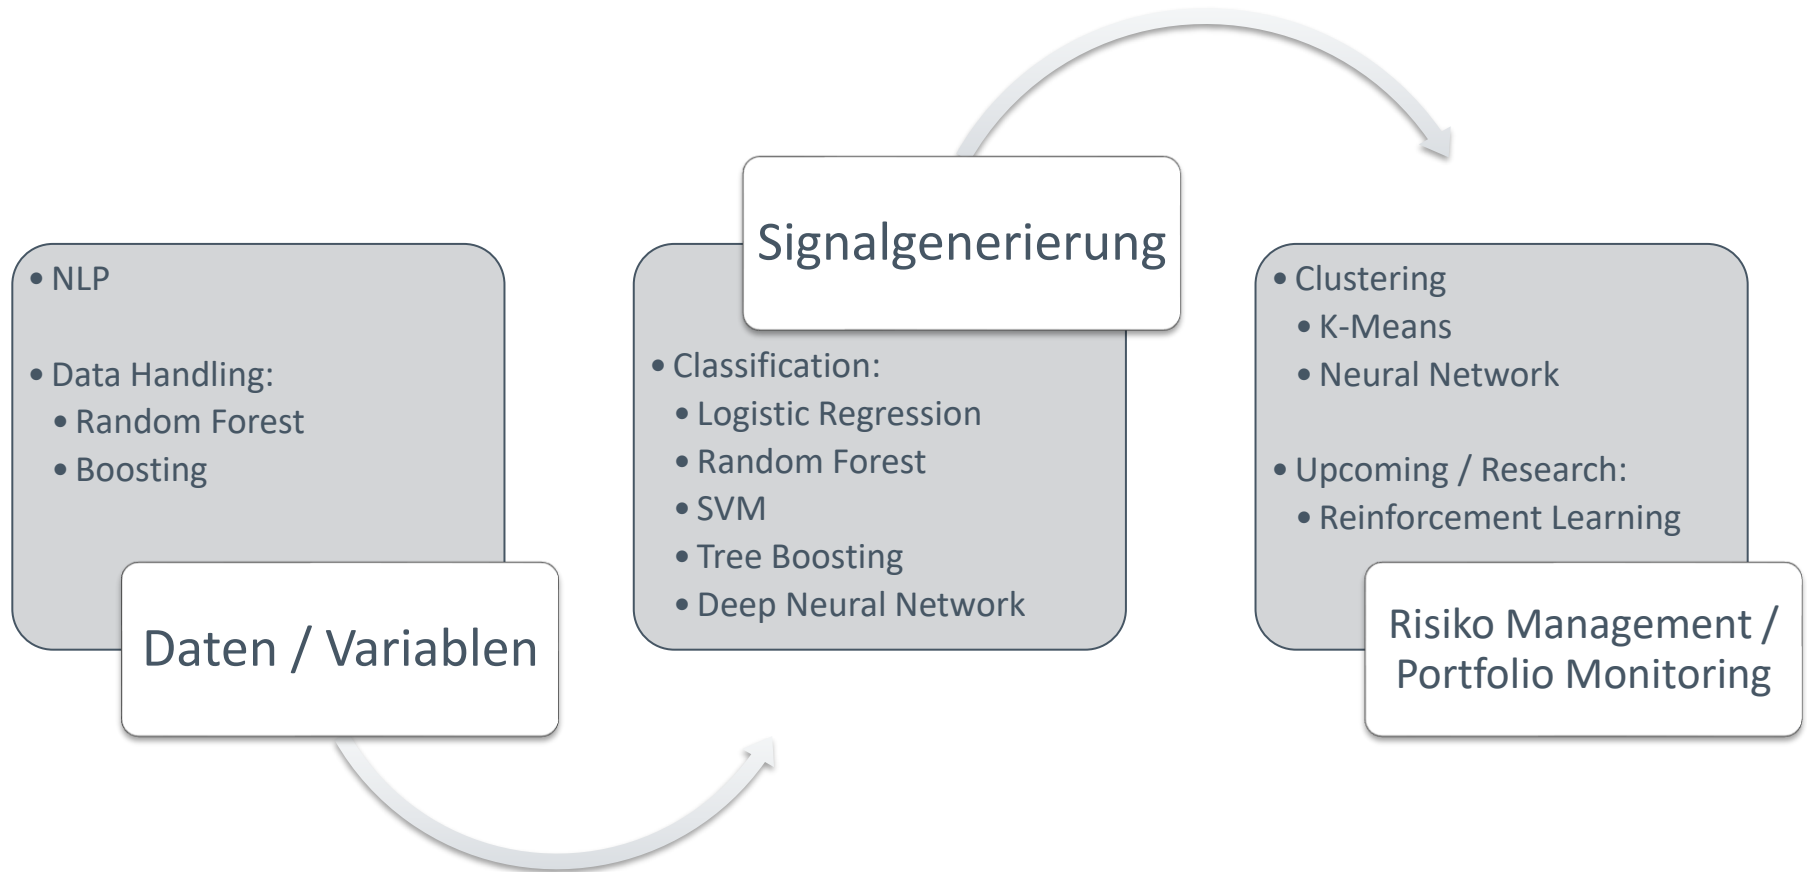 • NLP
• Data Handling:
• Random Forest
• Boosting
Daten / Variablen
Signalgenerierung
• Classification:
• Logistic Regression
• Random Forest
• SVM
• Tree Boosting
• Deep Neural Network
• Clustering
• K-Means
• Neural Network
• Upcoming / Research:
• Reinforcement Learning
Risiko Management /
Portfolio Monitoring